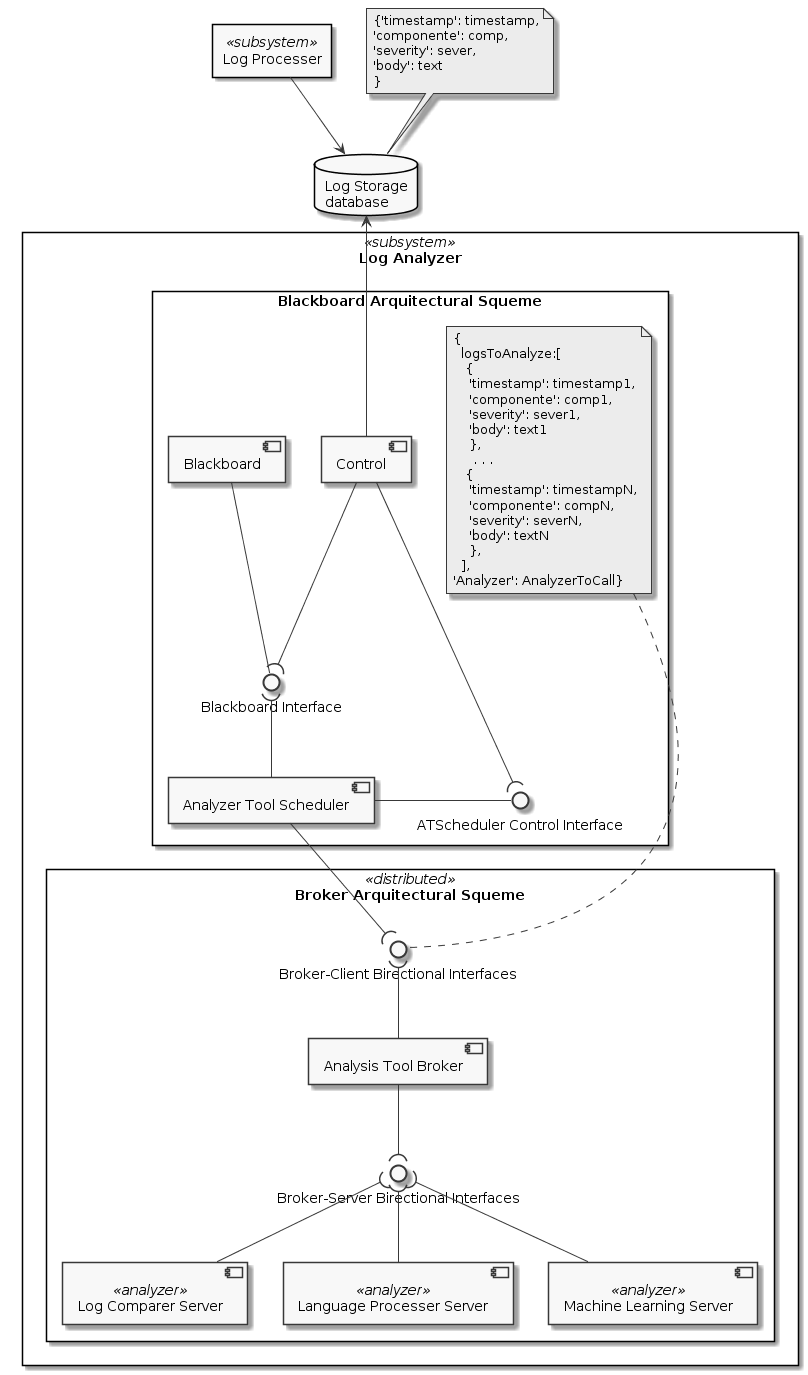 «subsystem»
Log Processer
{'timestamp': timestamp,
'componente': comp,
'severity': sever,
'body': text
}
Log Storage
database
«subsystem»
Log Analyzer
Blackboard Arquitectural Squeme
{
logsToAnalyze:[
{
'timestamp': timestamp1,
'componente': comp1,
'severity': sever1,
'body': text1
},
. . .
{
'timestamp': timestampN,
'componente': compN,
'severity': severN,
'body': textN
},
],
'Analyzer': AnalyzerToCall}
Blackboard
Control
Blackboard Interface
Analyzer Tool Scheduler
ATScheduler Control Interface
«distributed»
Broker Arquitectural Squeme
Broker-Client Birectional Interfaces
Analysis Tool Broker
Broker-Server Birectional Interfaces
«analyzer»
Log Comparer Server
«analyzer»
Language Processer Server
«analyzer»
Machine Learning Server